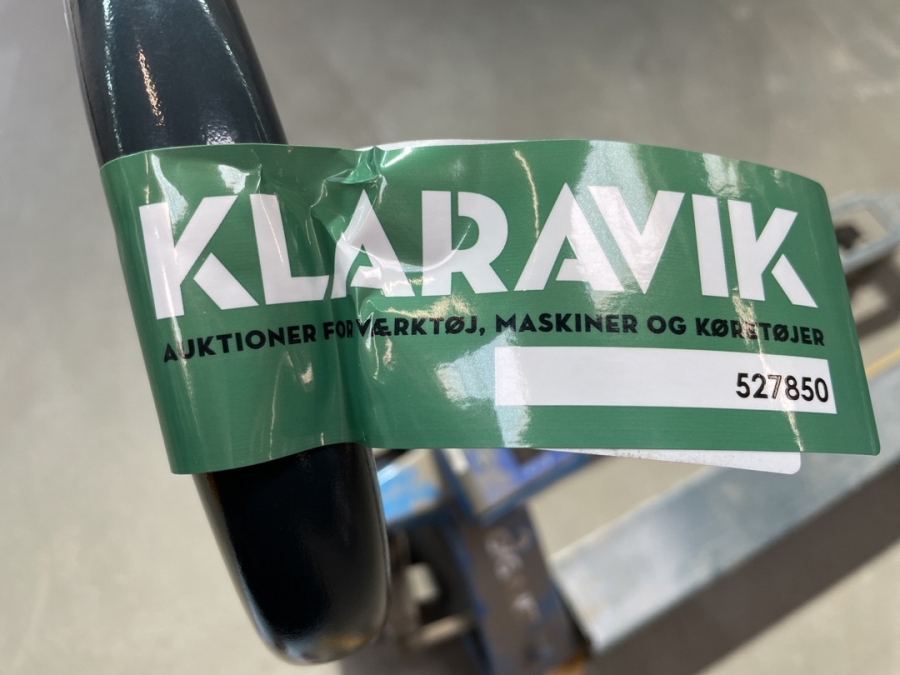 KLARAVIK
AUKTIONER FOR VÆRKTØJ, MASKINER OG KØRETØJER
527850